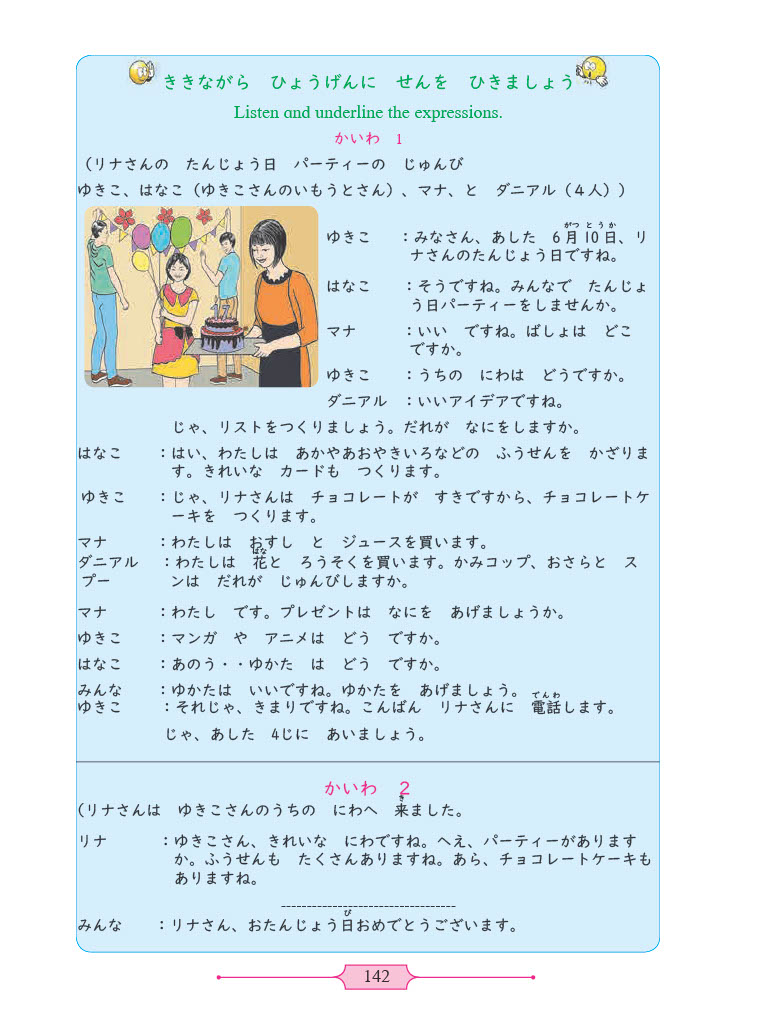 ききながら　ひょうげんに　せんを　ひきましょう
Listen and underline the expressions.
かいわ　1
（リナさんの　たんじょう日　パーティーの　じゅんび
ゆきこ、はなこ（ゆきこさんのいもうとさん）、マナ、と　ダニアル（４人））
17
ゆきこ　：みなさん、あした　６月10日、リ
がつ　とうか
ナさんのたんじょう日ですね。
はなこ　：そうですね。みんなで　たんじょ
う日パーティーをしませんか。
マナ　：いい　ですね。ばしょは　どこ
ですか。
ゆきこ　：うちの　にわは　どうですか。
ダニアル　：いいアイデアですね。
じゃ、リストをつくりましょう。だれが　なにをしますか。
はなこ　：はい、わたしは　あかやあおやきいろなどの　ふうせんを　かざりま
す。きれいな　カードも　つくります。
ゆきこ　：じゃ、リナさんは　チョコレートが　すきですから、チョコレートケ
ーキを　つくります。
マナ　：わたしは　おすし　と　ジュースを買います。
はな
ダニアル　：わたしは　花と　ろうそくを買います。かみコップ、おさらと　ス
プー　ンは　だれが　じゅんびしますか。
マナ　：わたし　です。プレゼントは　なにを　あげましょうか。
ゆきこ　：マンガ　や　アニメは　どう　ですか。
はなこ　：あのう・・ゆかた　は　どう　ですか。
みんな　：ゆかたは　いいですね。ゆかたを　あげましょう。
でんわ
ゆきこ　：それじゃ、きまりですね。こんばん　リナさんに　電話します。
じゃ、あした　4じに　あいましょう。
かいわ　２
き
（リナさんは　ゆきこさんのうちの　にわへ　来ました。
リナ　：ゆきこさん、きれいな　にわですね。へえ、パーティーがあります
か。ふうせんも　たくさんありますね。あら、チョコレートケーキも
ありますね。
----------------------------------
び
みんな　：リナさん、おたんじょう日おめでとうございます。
142